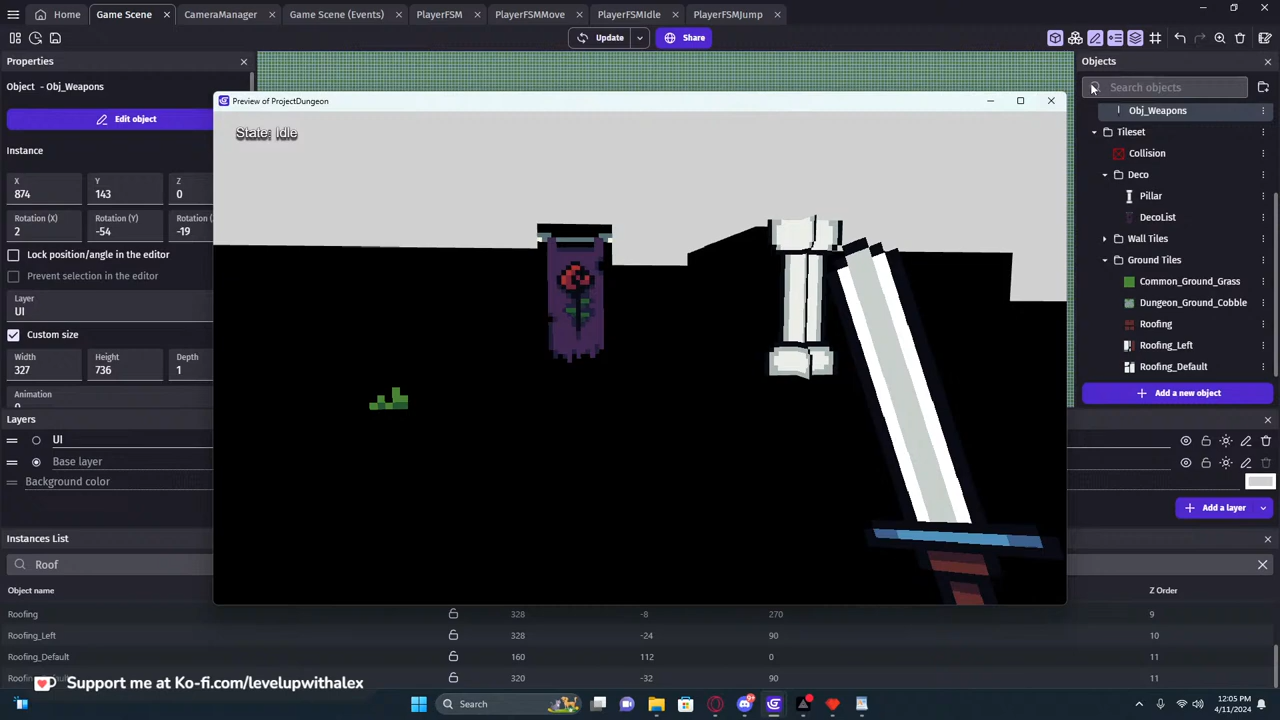 Home
Game Scene
CameraManager
Game Scene (Events)
PlayerFSM
PlayerFSMMove
PlayerFSMIdle
PlayerFSMJump
Update
Share
Properties
Object - Obj_Weapons
Edit object
Instance
X
Y
Z
874
143
0
Rotation (X)
Rotation (Y)
Rotation (
2
-54
-19
Lock position/angle in the editor
Prevent selection in the editor
Layer
UI
Custom size
Width
Height
Depth
327
736
1
Animation
Layers
UI
Base layer
Background color
Add a layer
Instances List
Roof
Object name
Z Order
Roofing
328
-8
270
9
Roofing_Left
328
-24
90
10
Roofing_Default
160
112
0
11
320
-32
90
11
Preview of ProjectDungeon
State: Idle
Objects
Search objects
Obj_Weapons
Tileset
Collision
Deco
Pillar
DecoList
Wall Tiles
Ground Tiles
Dungeon_Ground_Cobb
Roofing
Roofing_Left
_Default
Add a new object
Support me at Ko-fi.com/levelupwithalex
Search
12:05 PM
4/11/2024